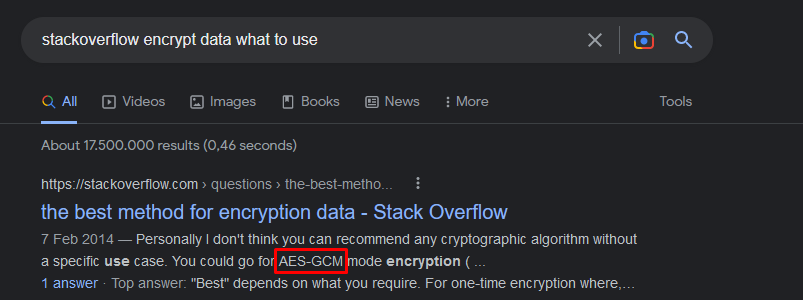 stackoverflow encrypt data what to use
All Videos Images Books News More Tools
About 17.500.000 results (0,46 seconds)
https://stackoverflow.com › questions › the-best-metho...
the best method for encryption data - Stack Overflow
7 Feb 2014 — Personally I don't think you can recommend any cryptographic algorithm without
a specific use case. You could go for AES-GCM mode encryption ( ...
1 answer · Top answer: "Best" depends on what you require. For one-time encryption where,...